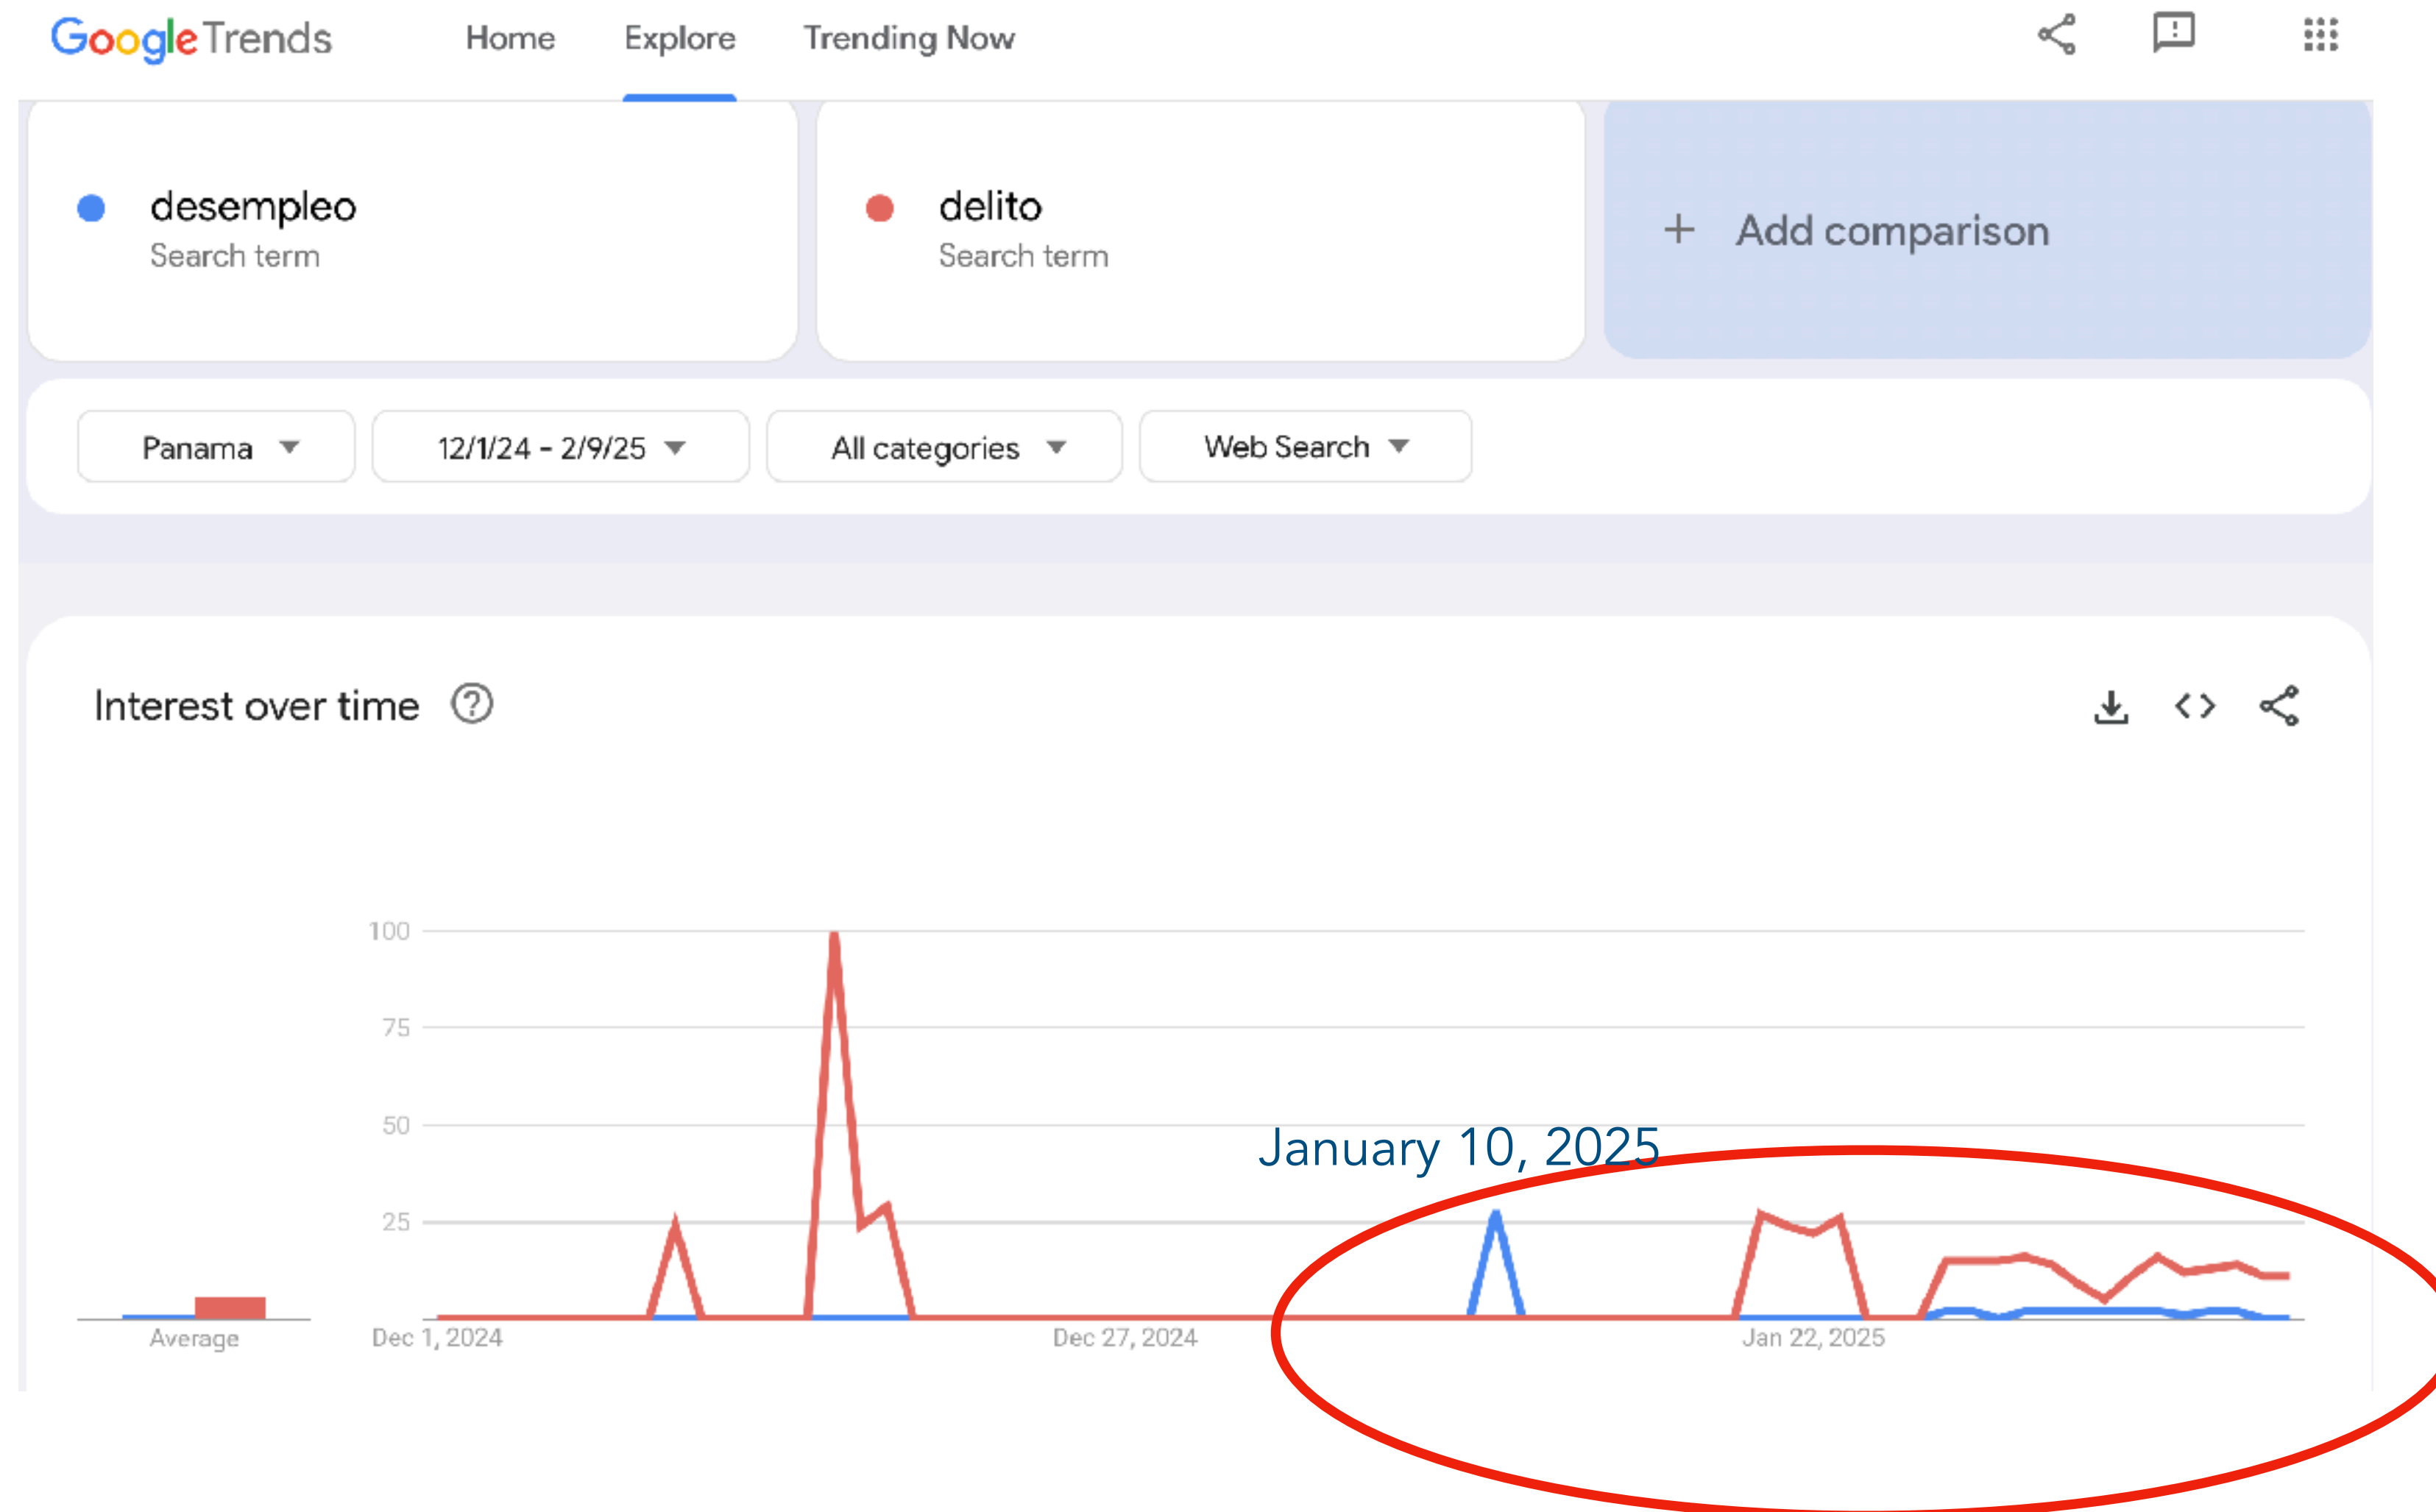 Google Trends Home Explore Trending Now
desempleo
Search term
delito
Search term
+ Add comparison
Panama 12/1/24 - 2/9/25 All categories Web Search
Interest over time
100
75
50
25
January 10, 2025
Average Dec 1, 2024 Dec 27, 2024 Jan 22, 2025